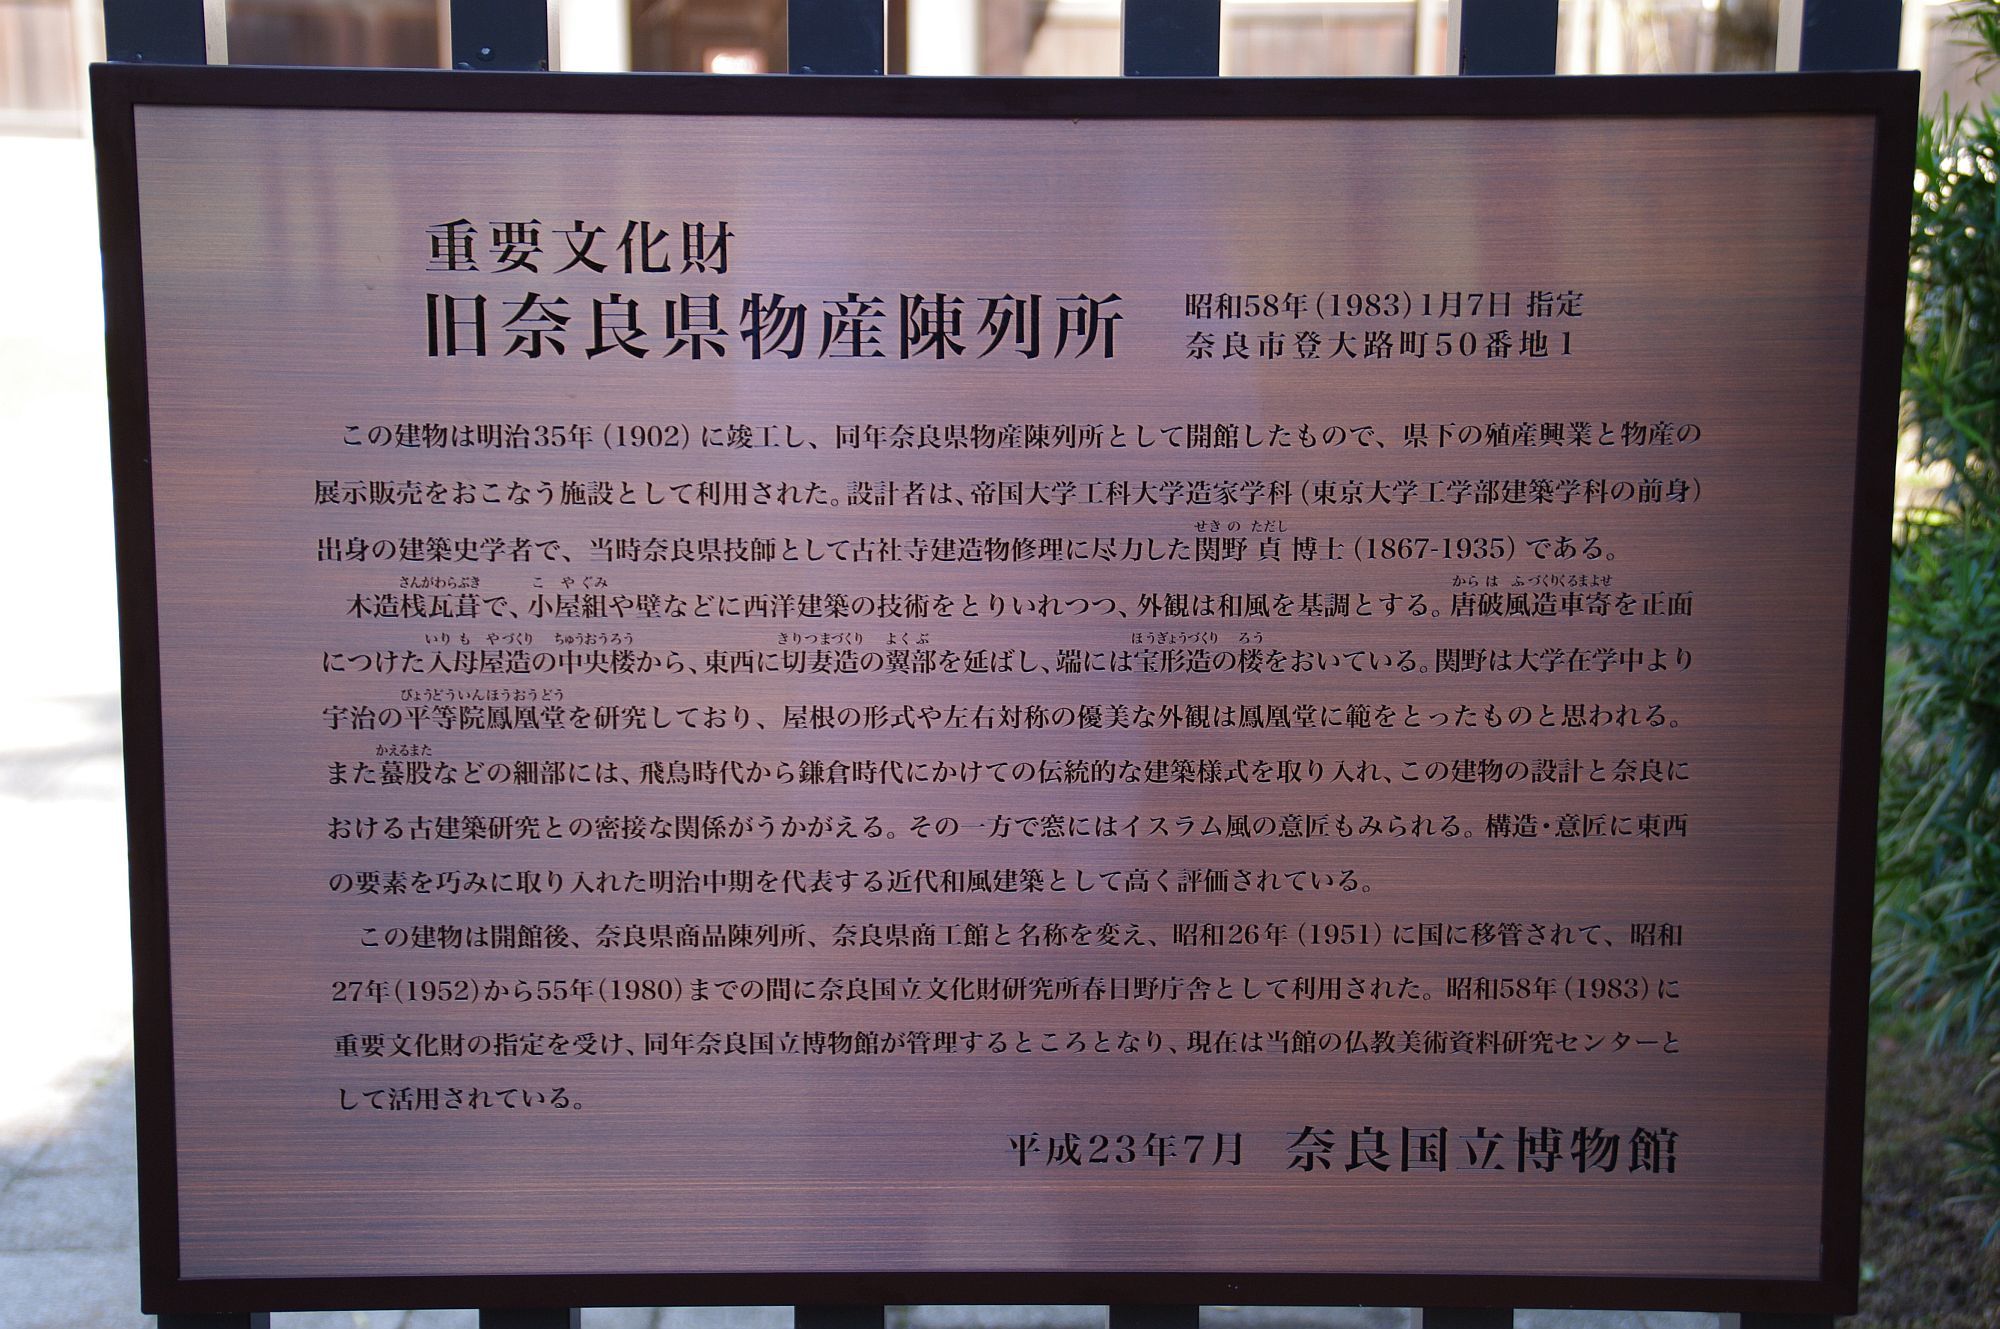 重要文化財
旧奈良県物産陳列所
昭和58年(1983)1月7日 指定
奈良市登大路町50番地1
この建物は明治35年(1902)に竣工し、同年奈良県物産陳列所として開館したもので、県下の殖産興業と物産の
展示販売をおこなう施設として利用された。設計者は、帝国大学工科大学造家学科(東京大学工学部建築学科の前身)
せきの ただし
出身の建築史学者で、当時奈良県技師として古社寺建造物修理に尽力した関野 貞 博士(1867-1935)である。
さんがわらぶき こやぐみ からはふづくりくるまよせ
木造桟瓦葺で、小屋組や壁などに西洋建築の技術をとりいれつつ、外観は和風を基調とする。唐破風造車寄を正面
いりもやづくり ちゅうおうろう きりつまづくり よくぶ ほうぎょうづくり ろう
につけた入母屋造の中央楼から、東西に切妻造の翼部を延ばし、端には宝形造の楼をおいている。関野は大学在学中より
びょうどういんほうおうどう
宇治の平等院鳳凰堂を研究しており、屋根の形式や左右対称の優美な外観は鳳凰堂に範をとったものと思われる。
かえるまた
また蟇股などの細部には、飛鳥時代から鎌倉時代にかけての伝統的な建築様式を取り入れ、この建物の設計と奈良に
おける古建築研究との密接な関係がうかがえる。その一方で窓にはイスラム風の意匠もみられる。構造・意匠に東西
の要素を巧みに取り入れた明治中期を代表する近代和風建築として高く評価されている。
この建物は開館後、奈良県商品陳列所、奈良県商工館と名称を変え、昭和26年(1951)に国に移管されて、昭和
27年(1952)から55年(1980)までの間に奈良国立文化財研究所春日野庁舎として利用された。昭和58年(1983)に
重要文化財の指定を受け、同年奈良国立博物館が管理するところとなり、現在は当館の仏教美術資料研究センターと
して活用されている。
平成23年7月 奈良国立博物館